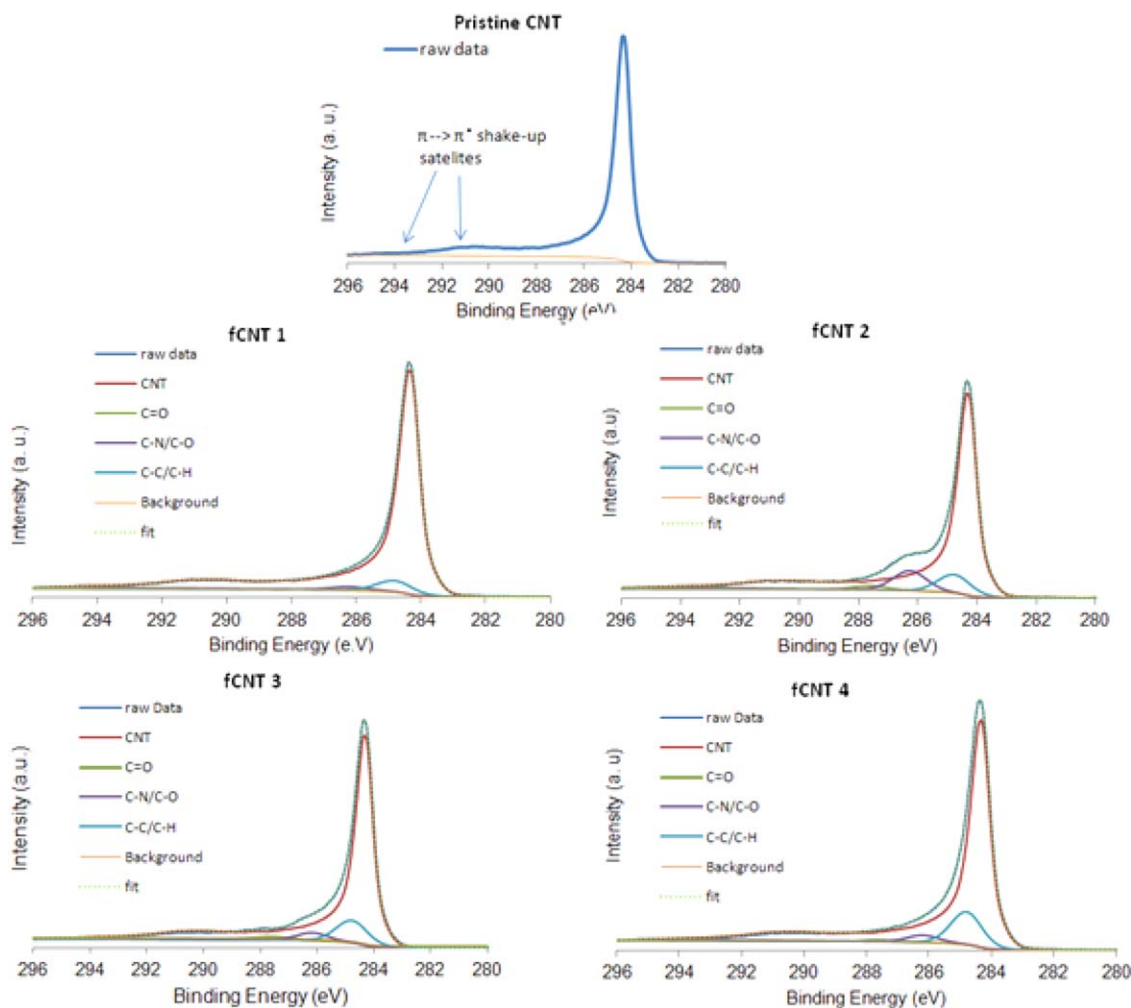 Pristine CNT
raw data
π--> π* shake-up
satelites
Intensity (a. u.)
296 294 292 290 288 286 284 282 280
Binding Energy (eV)
fCNT 1
raw data
CNT
C=O
C-N/C-O
C-C/C-H
Background
fit
Intensity (a. u.)
296 294 292 290 288 286 284 282 280
Binding Energy (e.V)
fCNT 2
raw data
CNT
C=O
C-N/C-O
C-C/C-H
Background
fit
Intensity (a.u)
296 294 292 290 288 286 284 282 280
Binding Energy (eV)
fCNT 3
raw Data
CNT
C=O
C-N/C-O
C-C/C-H
Background
fit
Intensity (a.u.)
296 294 292 290 288 286 284 282 280
Binding Energy (eV)
fCNT 4
raw Data
CNT
C=O
C-N/C-O
C-C/C-H
Background
fit
Intensity (a. u)
296 294 292 290 288 286 284 282 280
Binding Energy (eV)